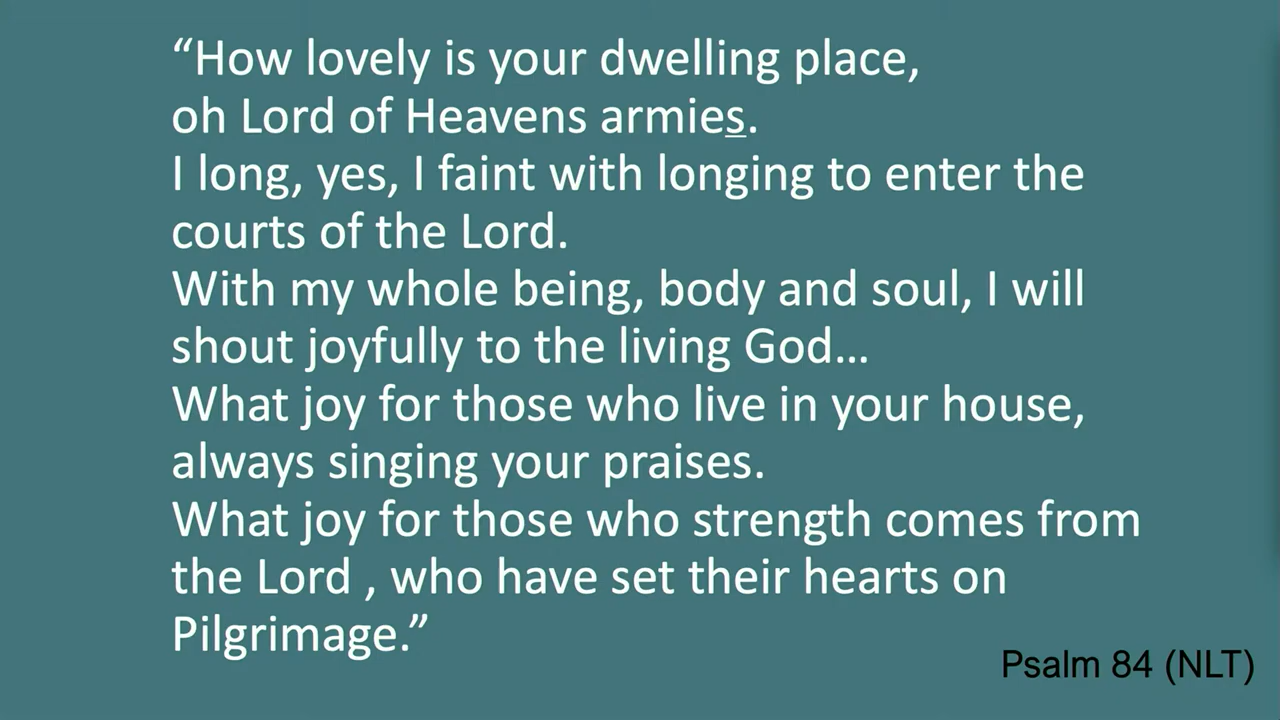 “How lovely is your dwelling place,
oh Lord of Heavens armies.
I long, yes, I faint with longing to enter the
courts of the Lord.
With my whole being, body and soul, I will
shout joyfully to the living God…
What joy for those who live in your house,
always singing your praises.
What joy for those who strength comes from
the Lord , who have set their hearts on
Pilgrimage.”
Psalm 84 (NLT)